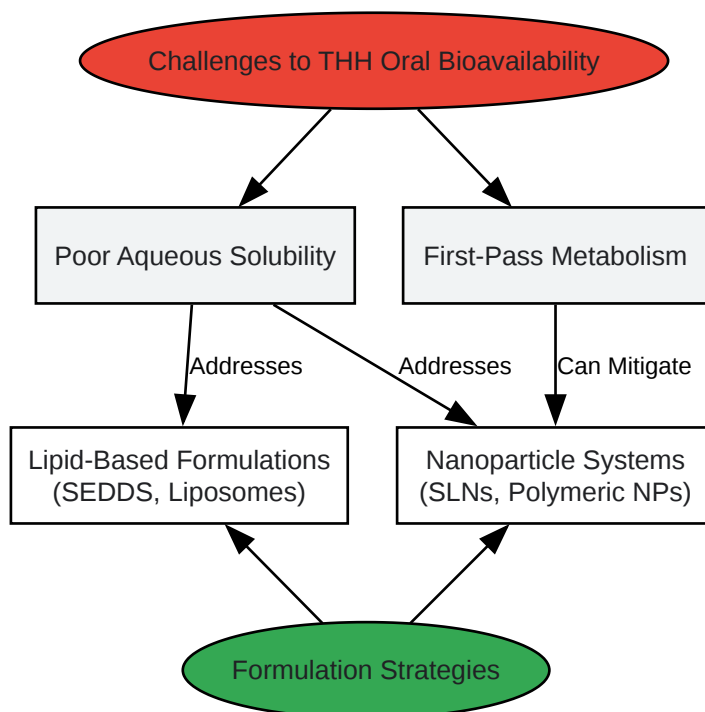 Challenges to THH Oral Bioavailability
Poor Aqueous Solubility
First-Pass Metabolism
Addresses
Addresses
Can Mitigate
Lipid-Based Formulations
(SEDDS, Liposomes)
Nanoparticle Systems
(SLNs, Polymeric NPs)
Formulation Strategies